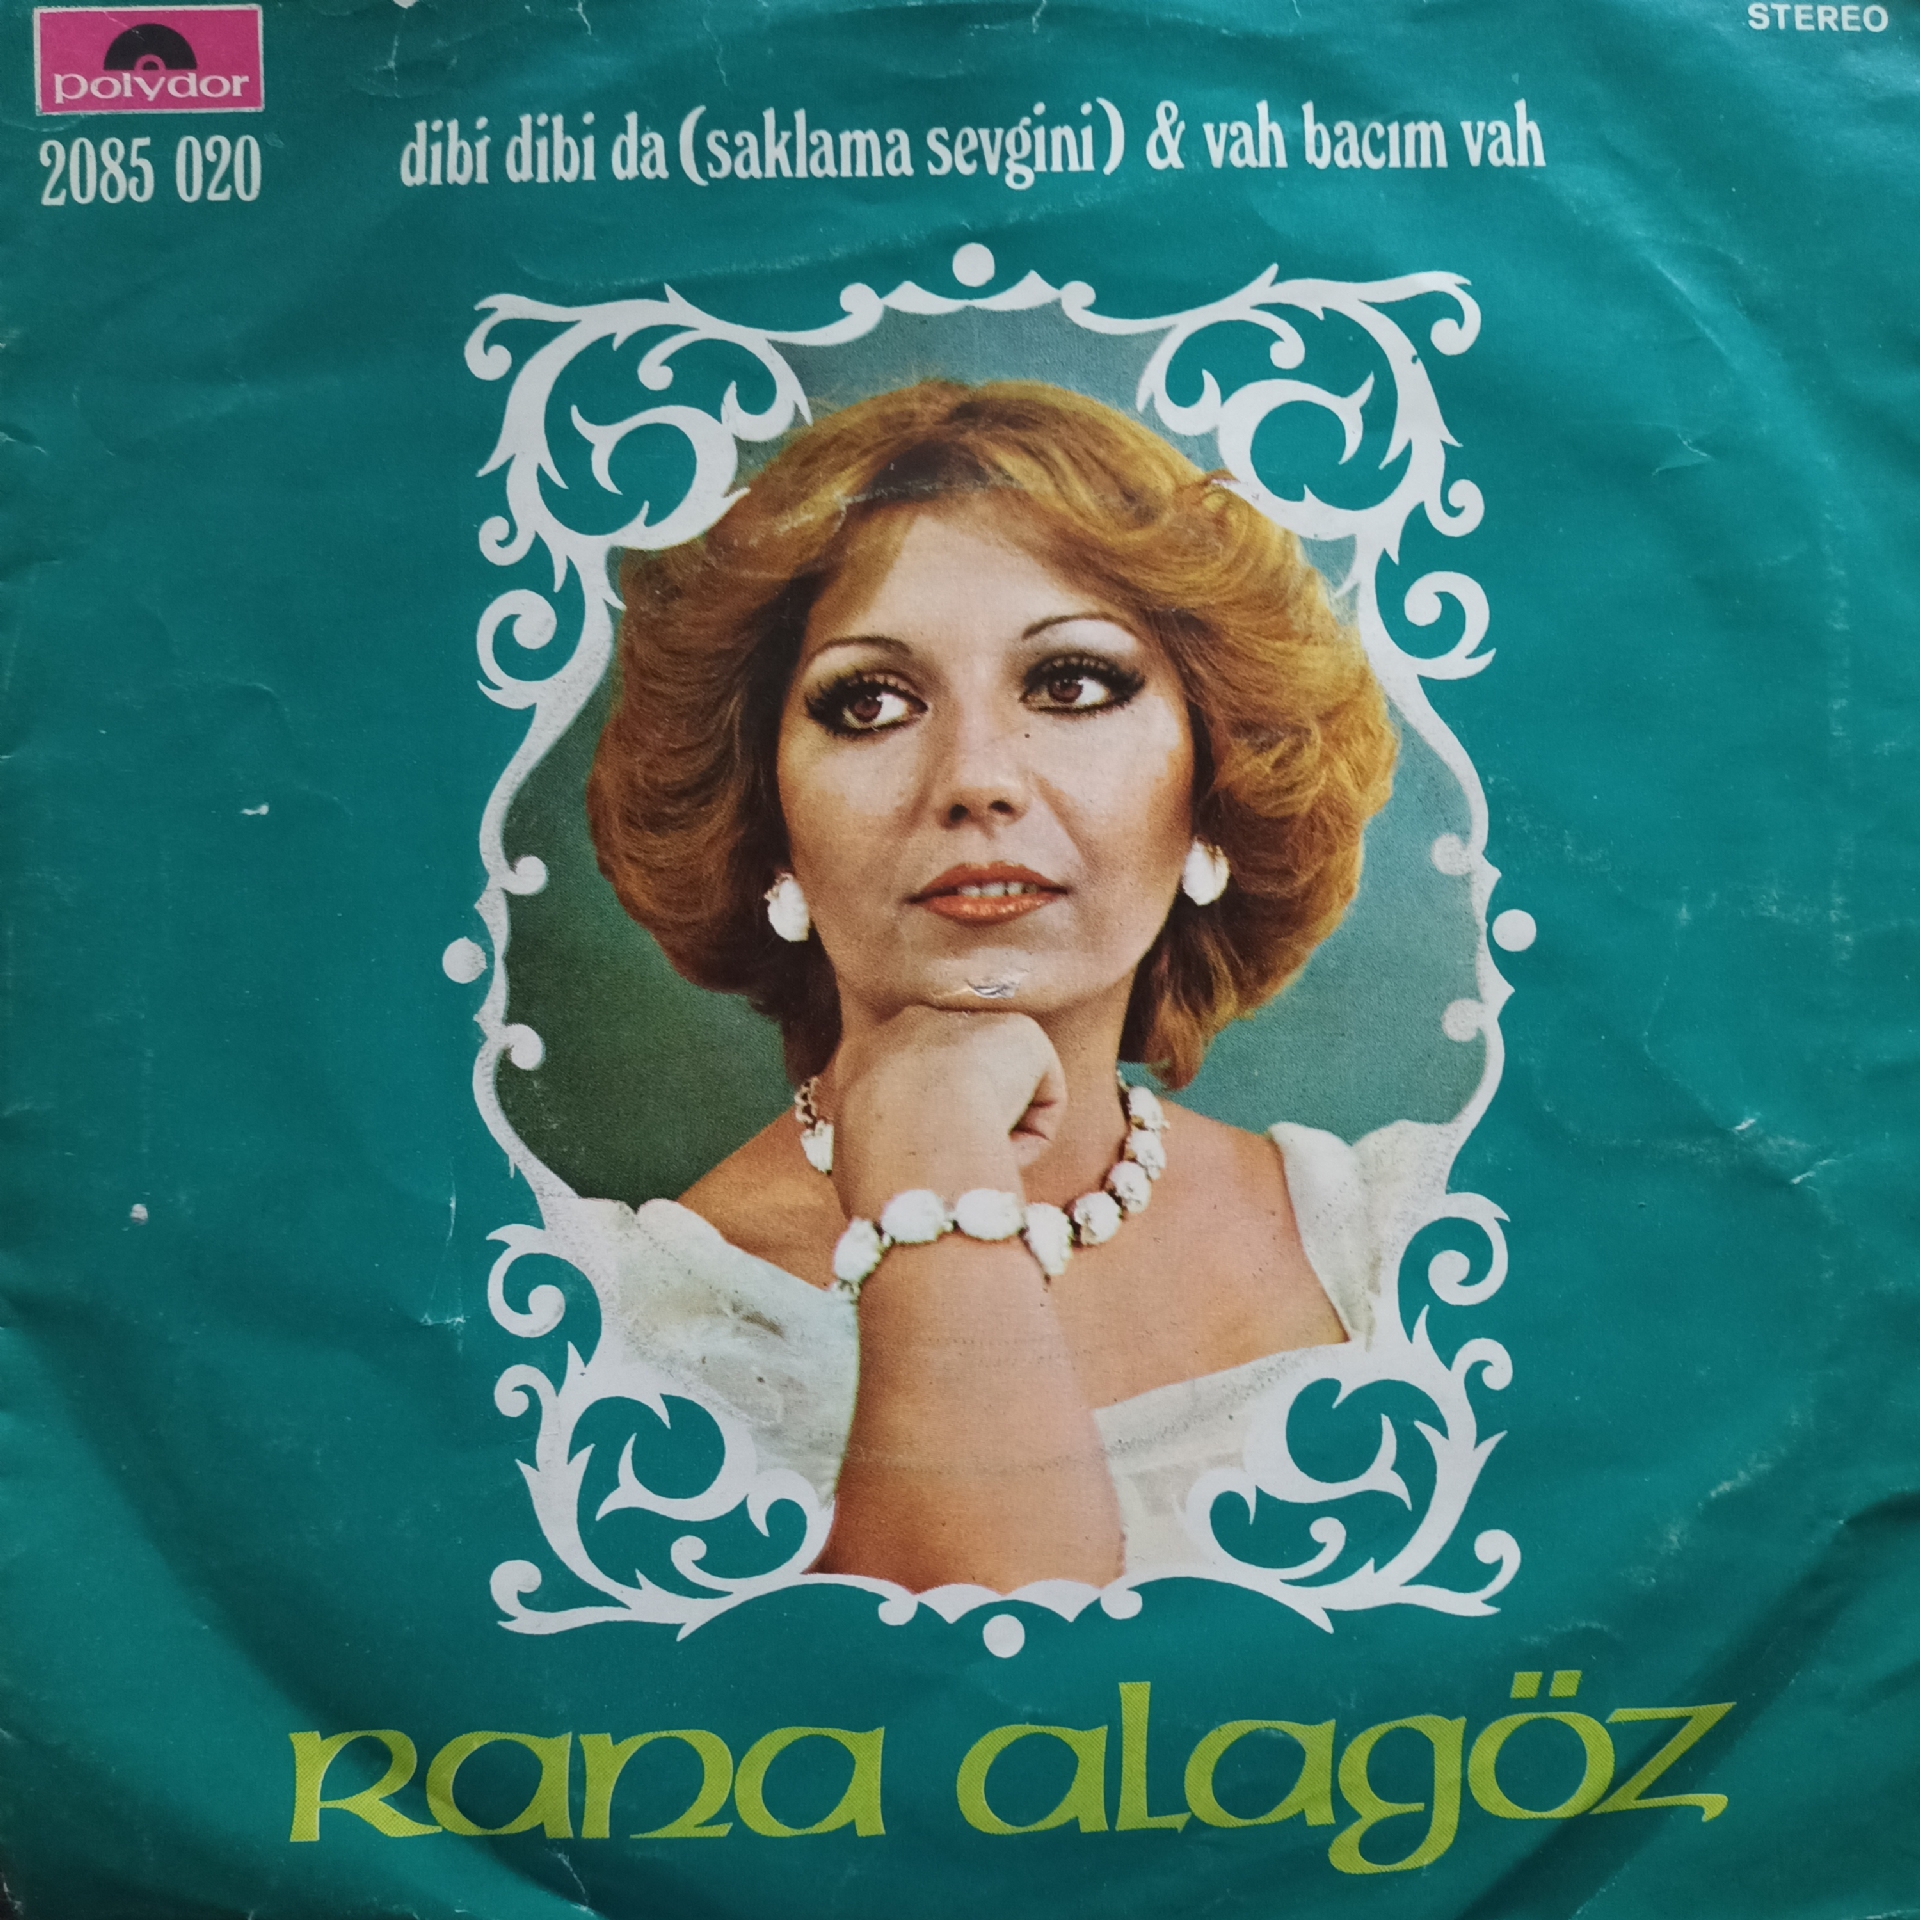 polydor
STEREO
2085 020
dibi dibi da (saklama sevgini) & vah bacım vah
Rana alagöz